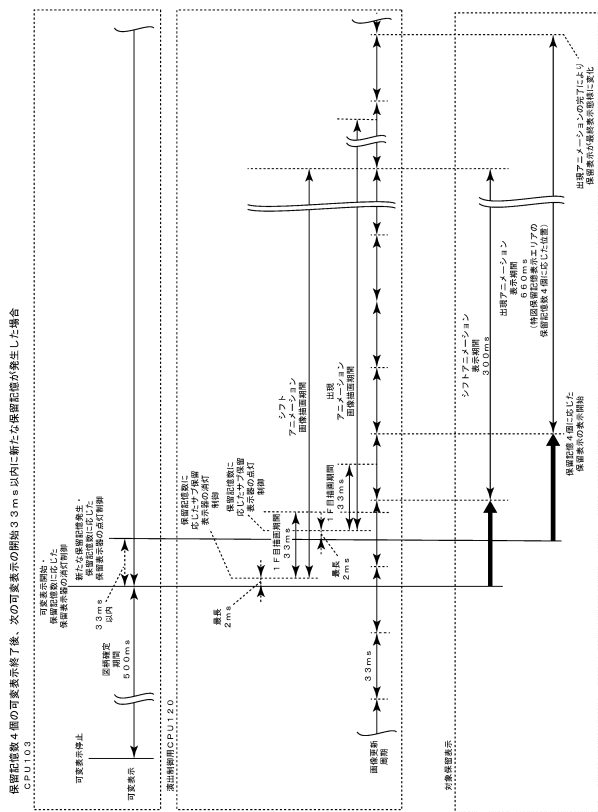 保留記憶数4個の可変表示終了後、次の可変表示の開始33ms以内に新たな保留記憶が発生した場合
CPU103
可変表示停止
可変表示
図柄確定
期間
500ms
33ms
以内
可変表示開始・
保留記憶数に応じた
保留表示器の消灯制御
新たな保留記憶発生・
保留記憶数に応じた
保留表示器の点灯制御
演出制御用CPU120
画像更新
周期
33ms
最長
2ms
保留記憶数に
応じたサブ保留
表示器の消灯
制御
1F目描画期間
33ms
最長
2ms
保留記憶数に
応じたサブ保留
表示器の点灯
制御
1F目描画期間
33ms
シフト
アニメーション
画像描画期間
出現
アニメーション
画像描画期間
対象保留表示
シフトアニメーション
表示期間
300ms
保留記憶4個に応じた
保留表示の表示開始
出現アニメーション
表示期間
660ms
(特図保留記憶表示エリアの
保留記憶数4個に応じた位置)
出現アニメーションの完了により
保留表示が最終表示態様に変化